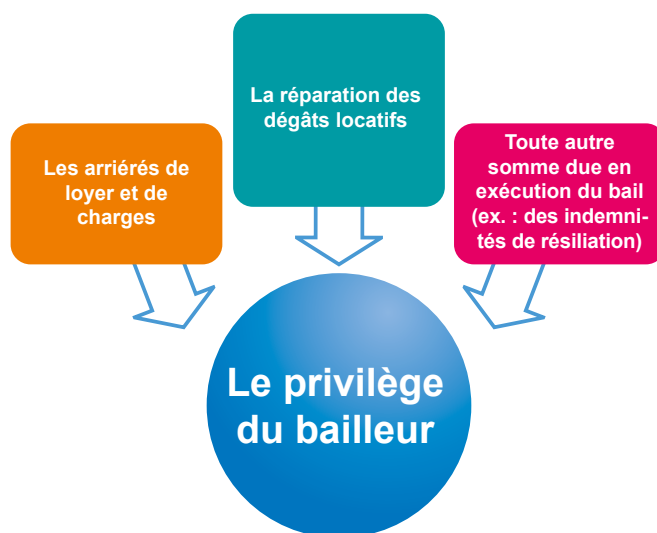 Les arriérés de
loyer et de
charges
La réparation des
dégâts locatifs
Toute autre
somme due en
exécution du bail
(ex. : des indemni-
tés de résiliation)
Le privilège
du bailleur